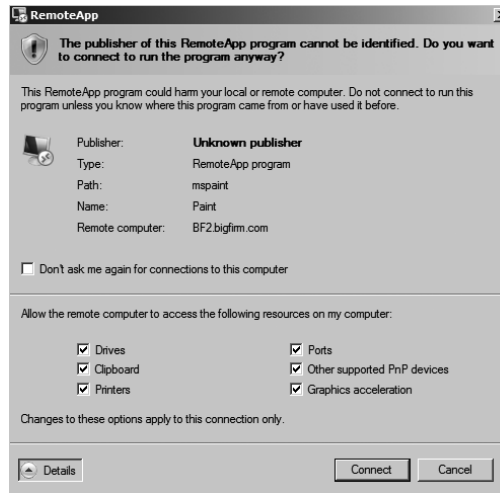 RemoteApp
The publisher of this RemoteApp program cannot be identified. Do you want
to connect to run the program anyway?
This RemoteApp program could harm your local or remote computer. Do not connect to run this
program unless you know where this program came from or have used it before.
Publisher: Unknown publisher
Type: RemoteApp program
Path: mspaint
Name: Paint
Remote computer: BF2.bigfirm.com
Don't ask me again for connections to this computer
Allow the remote computer to access the following resources on my computer:
Drives Ports
Clipboard Other supported PnP devices
Printers Graphics acceleration
Changes to these options apply to this connection only.
Details Connect Cancel